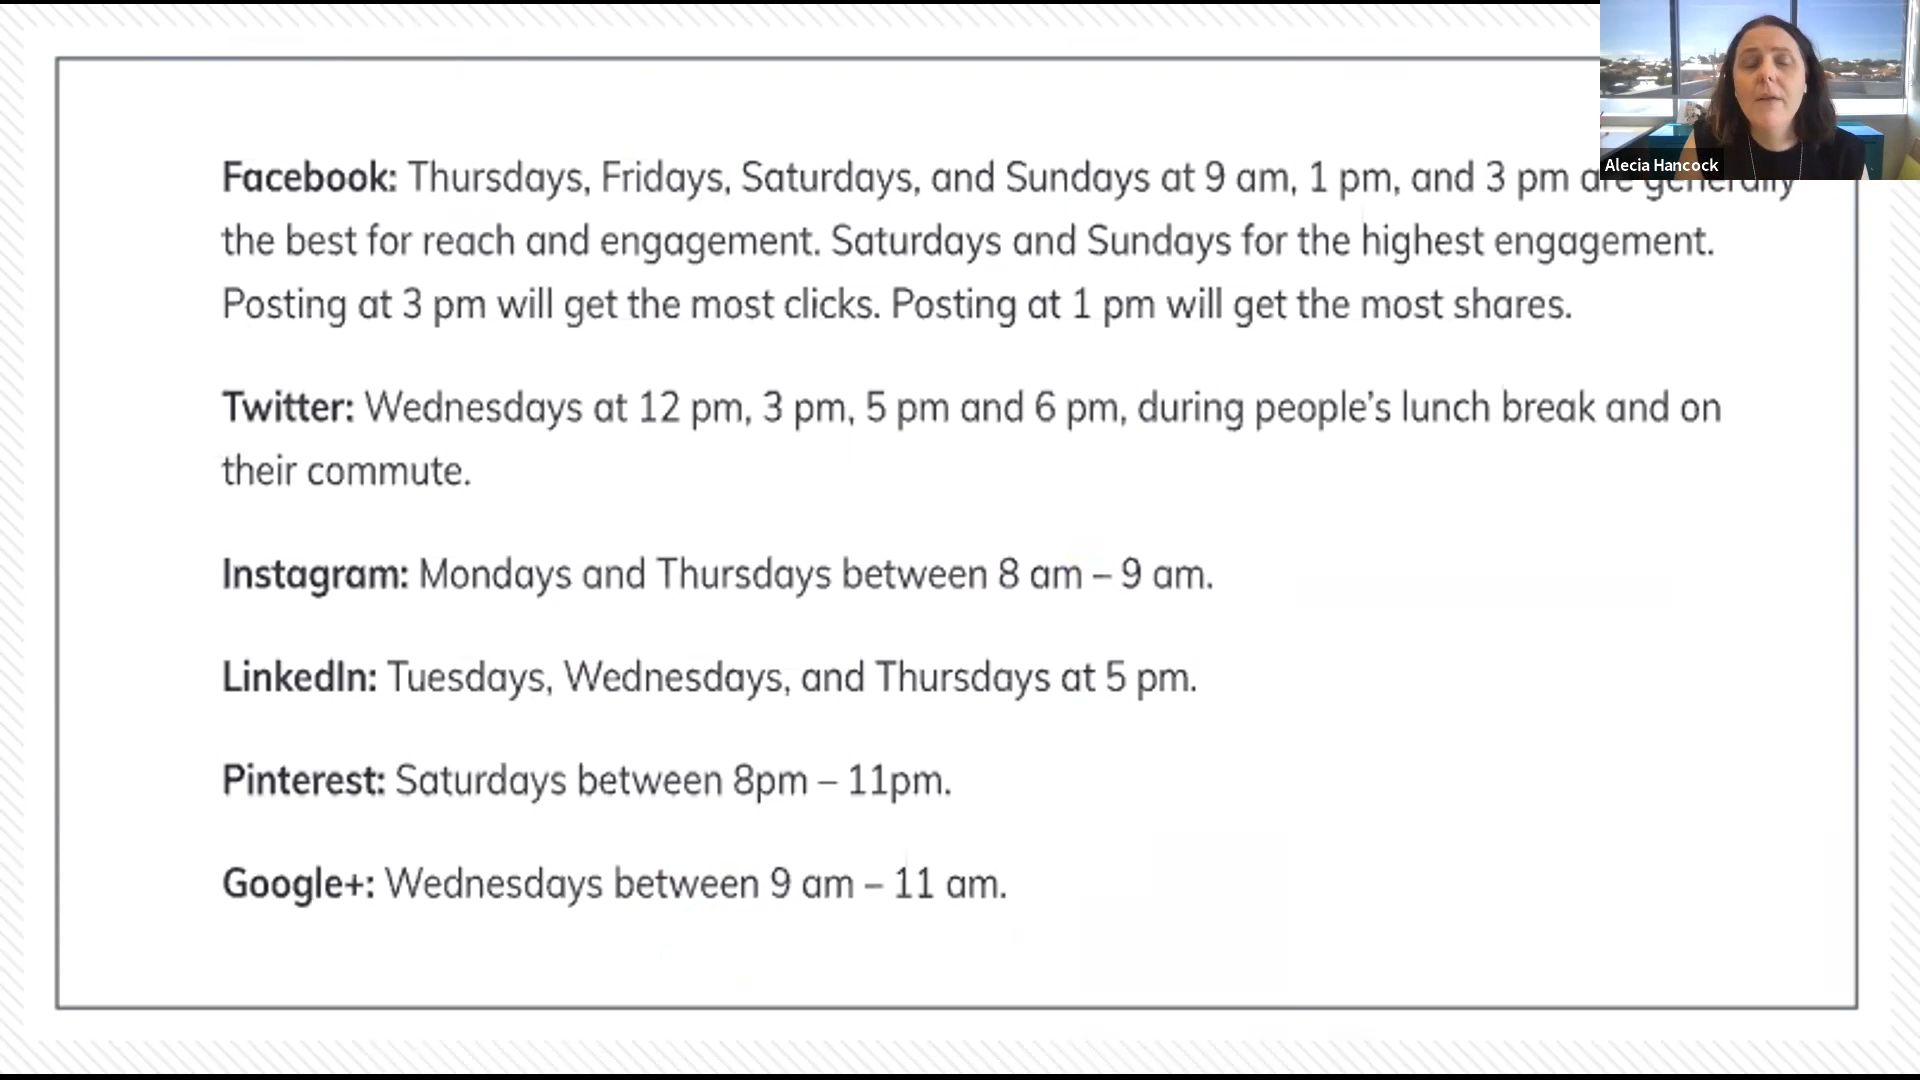 Facebook: Thursdays, Fridays, Saturdays, and Sundays at 9 am, 1 pm, and 3 pm are generally
the best for reach and engagement. Saturdays and Sundays for the highest engagement.
Posting at 3 pm will get the most clicks. Posting at 1 pm will get the most shares.
Twitter: Wednesdays at 12 pm, 3 pm, 5 pm and 6 pm, during people’s lunch break and on
their commute.
Instagram: Mondays and Thursdays between 8 am – 9 am.
LinkedIn: Tuesdays, Wednesdays, and Thursdays at 5 pm.
Pinterest: Saturdays between 8pm – 11pm.
Google+: Wednesdays between 9 am – 11 am.
Alecia Hancock